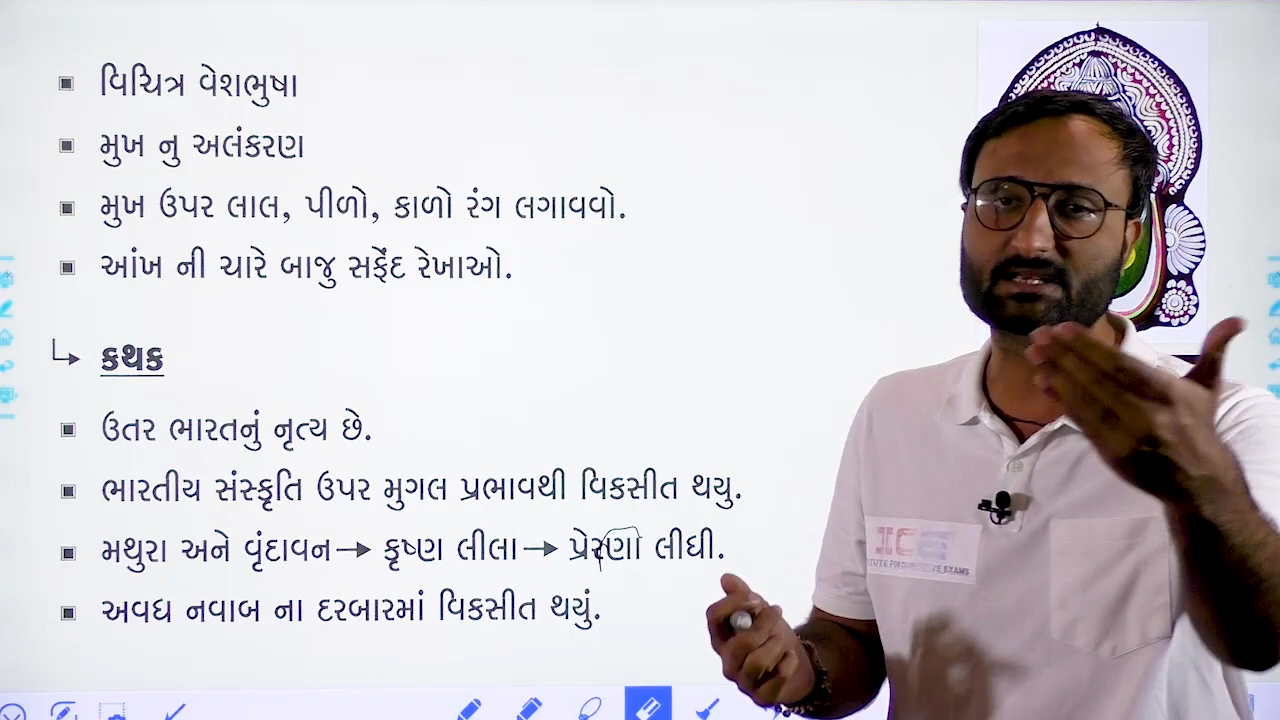 વિચિત્ર વેશભુષા
મુખ નુ અલંકરણ
મુખ ઉપર લાલ, પીળો, કાળો રંગ લગાવવો.
આંખ ની ચારે બાજુ સફેંદ રેખાઓ.
કથક
ઉતર ભારતનું નૃત્ય છે.
ભારતીય સંસ્કૃતિ ઉપર મુગલ પ્રભાવથી વિકસીત થયુ.
મથુરા અને વૃંદાવન → કૃષ્ણ લીલા → પ્રેરણા લીધી.
અવધ નવાબ ના દરબારમાં વિકસીત થયું.
ICE